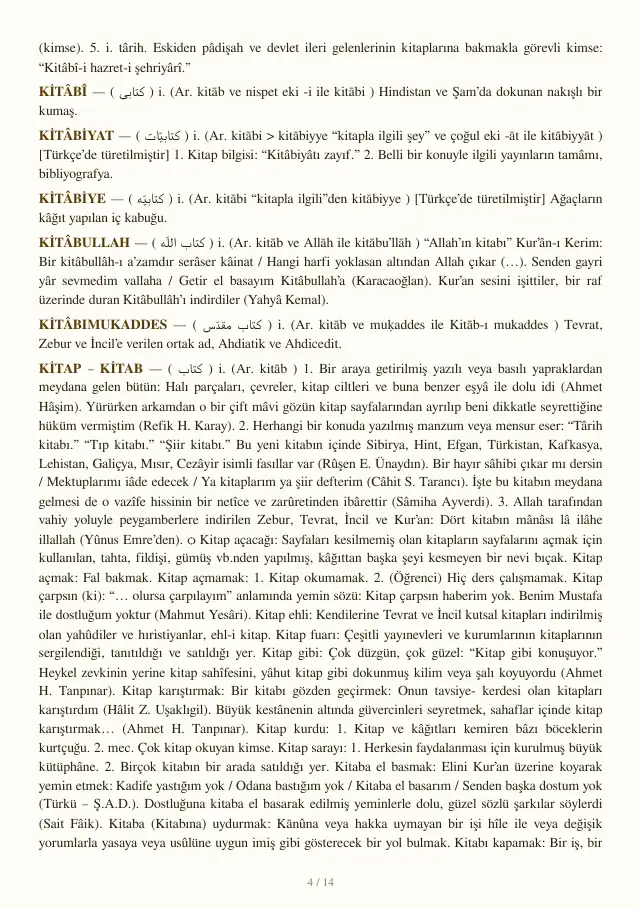 (kimse). 5. i. târih. Eskiden pâdişah ve devlet ileri gelenlerinin kitaplarına bakmakla görevli kimse:
“Kitâbî-i hazret-i şehriyârî.”
KİTÂBÎ — ( كتابى ) i. (Ar. kitāb ve nispet eki -і ile kitābі ) Hindistan ve Şam’da dokunan nakışlı bir
kumaş.
KİTÂBİYAT — ( كتابيّات ) i. (Ar. kitābі > kitābіyye “kitapla ilgili şey” ve çoğul eki -āt ile kitābіyyāt )
[Türkçe’de türetilmiştir] 1. Kitap bilgisi: “Kitâbiyâtı zayıf.” 2. Belli bir konuyle ilgili yayınların tamâmı,
bibliyografya.
KİTÂBİYE — ( كتابيّه ) i. (Ar. kitābі “kitapla ilgili”den kitābіyye ) [Türkçe’de türetilmiştir] Ağaçların
kâğıt yapılan iç kabuğu.
KİTÂBULLAH — ( كتاب اللّه ) i. (Ar. kitāb ve Allāh ile kitābu’llāh ) “Allah’ın kitabı” Kur’ân-ı Kerim:
Bir kitabullâh-ı a’zamdır serâser kâinat / Hangi harfi yoklasan altından Allah çıkar (…). Senden gayri
yâr sevmedim vallaha / Getir el basayım Kitâbullah’a (Karacaoğlan). Kur’an sesini işittiler, bir raf
üzerinde duran Kitâbullâh’ı indirdiler (Yahyâ Kemal).
KİTÂBIMUKADDES — ( كتاب مقدّس ) i. (Ar. kitāb ve muḳaddes ile Kitāb-ı mukaddes ) Tevrat,
Zebur ve İncil’e verilen ortak ad, Ahdiatik ve Ahdicedit.
KİTAP – KİTAB — ( كتاب ) i. (Ar. kitāb ) 1. Bir araya getirilmiş yazılı veya basılı yapraklardan
meydana gelen bütün: Halı parçaları, çevreler, kitap ciltleri ve buna benzer eşyâ ile dolu idi (Ahmet
Hâşim). Yürürken arkamdan o bir çift mâvi gözün kitap sayfalarından ayrılıp beni dikkatle seyrettiğine
hüküm vermiştim (Refik H. Karay). 2. Herhangi bir konuda yazılmış manzum veya mensur eser: “Târih
kitabı.” “Tıp kitabı.” “Şiir kitabı.” Bu yeni kitabın içinde Sibirya, Hint, Efgan, Türkistan, Kafkasya,
Lehistan, Galiçya, Mısır, Cezâyir isimli fasıllar var (Rûşen E. Ünaydın). Bir hayır sâhibi çıkar mı dersin
/ Mektuplarımı iâde edecek / Ya kitaplarım ya şiir defterim (Câhit S. Tarancı). İşte bu kitabın meydana
gelmesi de o vazîfe hissinin bir netîce ve zarûretinden ibârettir (Sâmiha Ayverdi). 3. Allah tarafından
vahiy yoluyle peygamberlere indirilen Zebur, Tevrat, İncil ve Kur’an: Dört kitabın mânâsı lâ ilâhe
illallah (Yûnus Emre’den). ѻ Kitap açacağı: Sayfaları kesilmemiş olan kitapların sayfalarını açmak için
kullanılan, tahta, fildişi, gümüş vb.nden yapılmış, kâğıttan başka şeyi kesmeyen bir nevi bıçak. Kitap
açmak: Fal bakmak. Kitap açmamak: 1. Kitap okumamak. 2. (Öğrenci) Hiç ders çalışmamak. Kitap
çarpsın (ki): “… olursa çarpılayım” anlamında yemin sözü: Kitap çarpsın haberim yok. Benim Mustafa
ile dostluğum yoktur (Mahmut Yesâri). Kitap ehli: Kendilerine Tevrat ve İncil kutsal kitapları indirilmiş
olan yahûdiler ve hıristiyanlar, ehl-i kitap. Kitap fuarı: Çeşitli yayınevleri ve kurumlarının kitaplarının
sergilendiği, tanıtıldığı ve satıldığı yer. Kitap gibi: Çok düzgün, çok güzel: “Kitap gibi konuşuyor.”
Heykel zevkinin yerine kitap sahîfesini, yâhut kitap gibi dokunmuş kilim veya şalı koyuyordu (Ahmet
H. Tanpınar). Kitap karıştırmak: Bir kitabı gözden geçirmek: Onun tavsiye- kerdesi olan kitapları
karıştırdım (Hâlit Z. Uşaklıgil). Büyük kestânenin altında güvercinleri seyretmek, sahaflar içinde kitap
karıştırmak… (Ahmet H. Tanpınar). Kitap kurdu: 1. Kitap ve kâğıtları kemiren bâzı böceklerin
kurtçuğu. 2. mec. Çok kitap okuyan kimse. Kitap sarayı: 1. Herkesin faydalanması için kurulmuş büyük
kütüphâne. 2. Birçok kitabın bir arada satıldığı yer. Kitaba el basmak: Elini Kur’an üzerine koyarak
yemin etmek: Kadife yastığım yok / Odana bastığım yok / Kitaba el basarım / Senden başka dostum yok
(Türkü – Ş.A.D.). Dostluğuna kitaba el basarak edilmiş yeminlerle dolu, güzel sözlü şarkılar söylerdi
(Sait Fâik). Kitaba (Kitabına) uydurmak: Kānûna veya hakka uymayan bir işi hîle ile veya değişik
yorumlarla yasaya veya usûlüne uygun imiş gibi gösterecek bir yol bulmak. Kitabı kapamak: Bir iş, bir
4 / 14